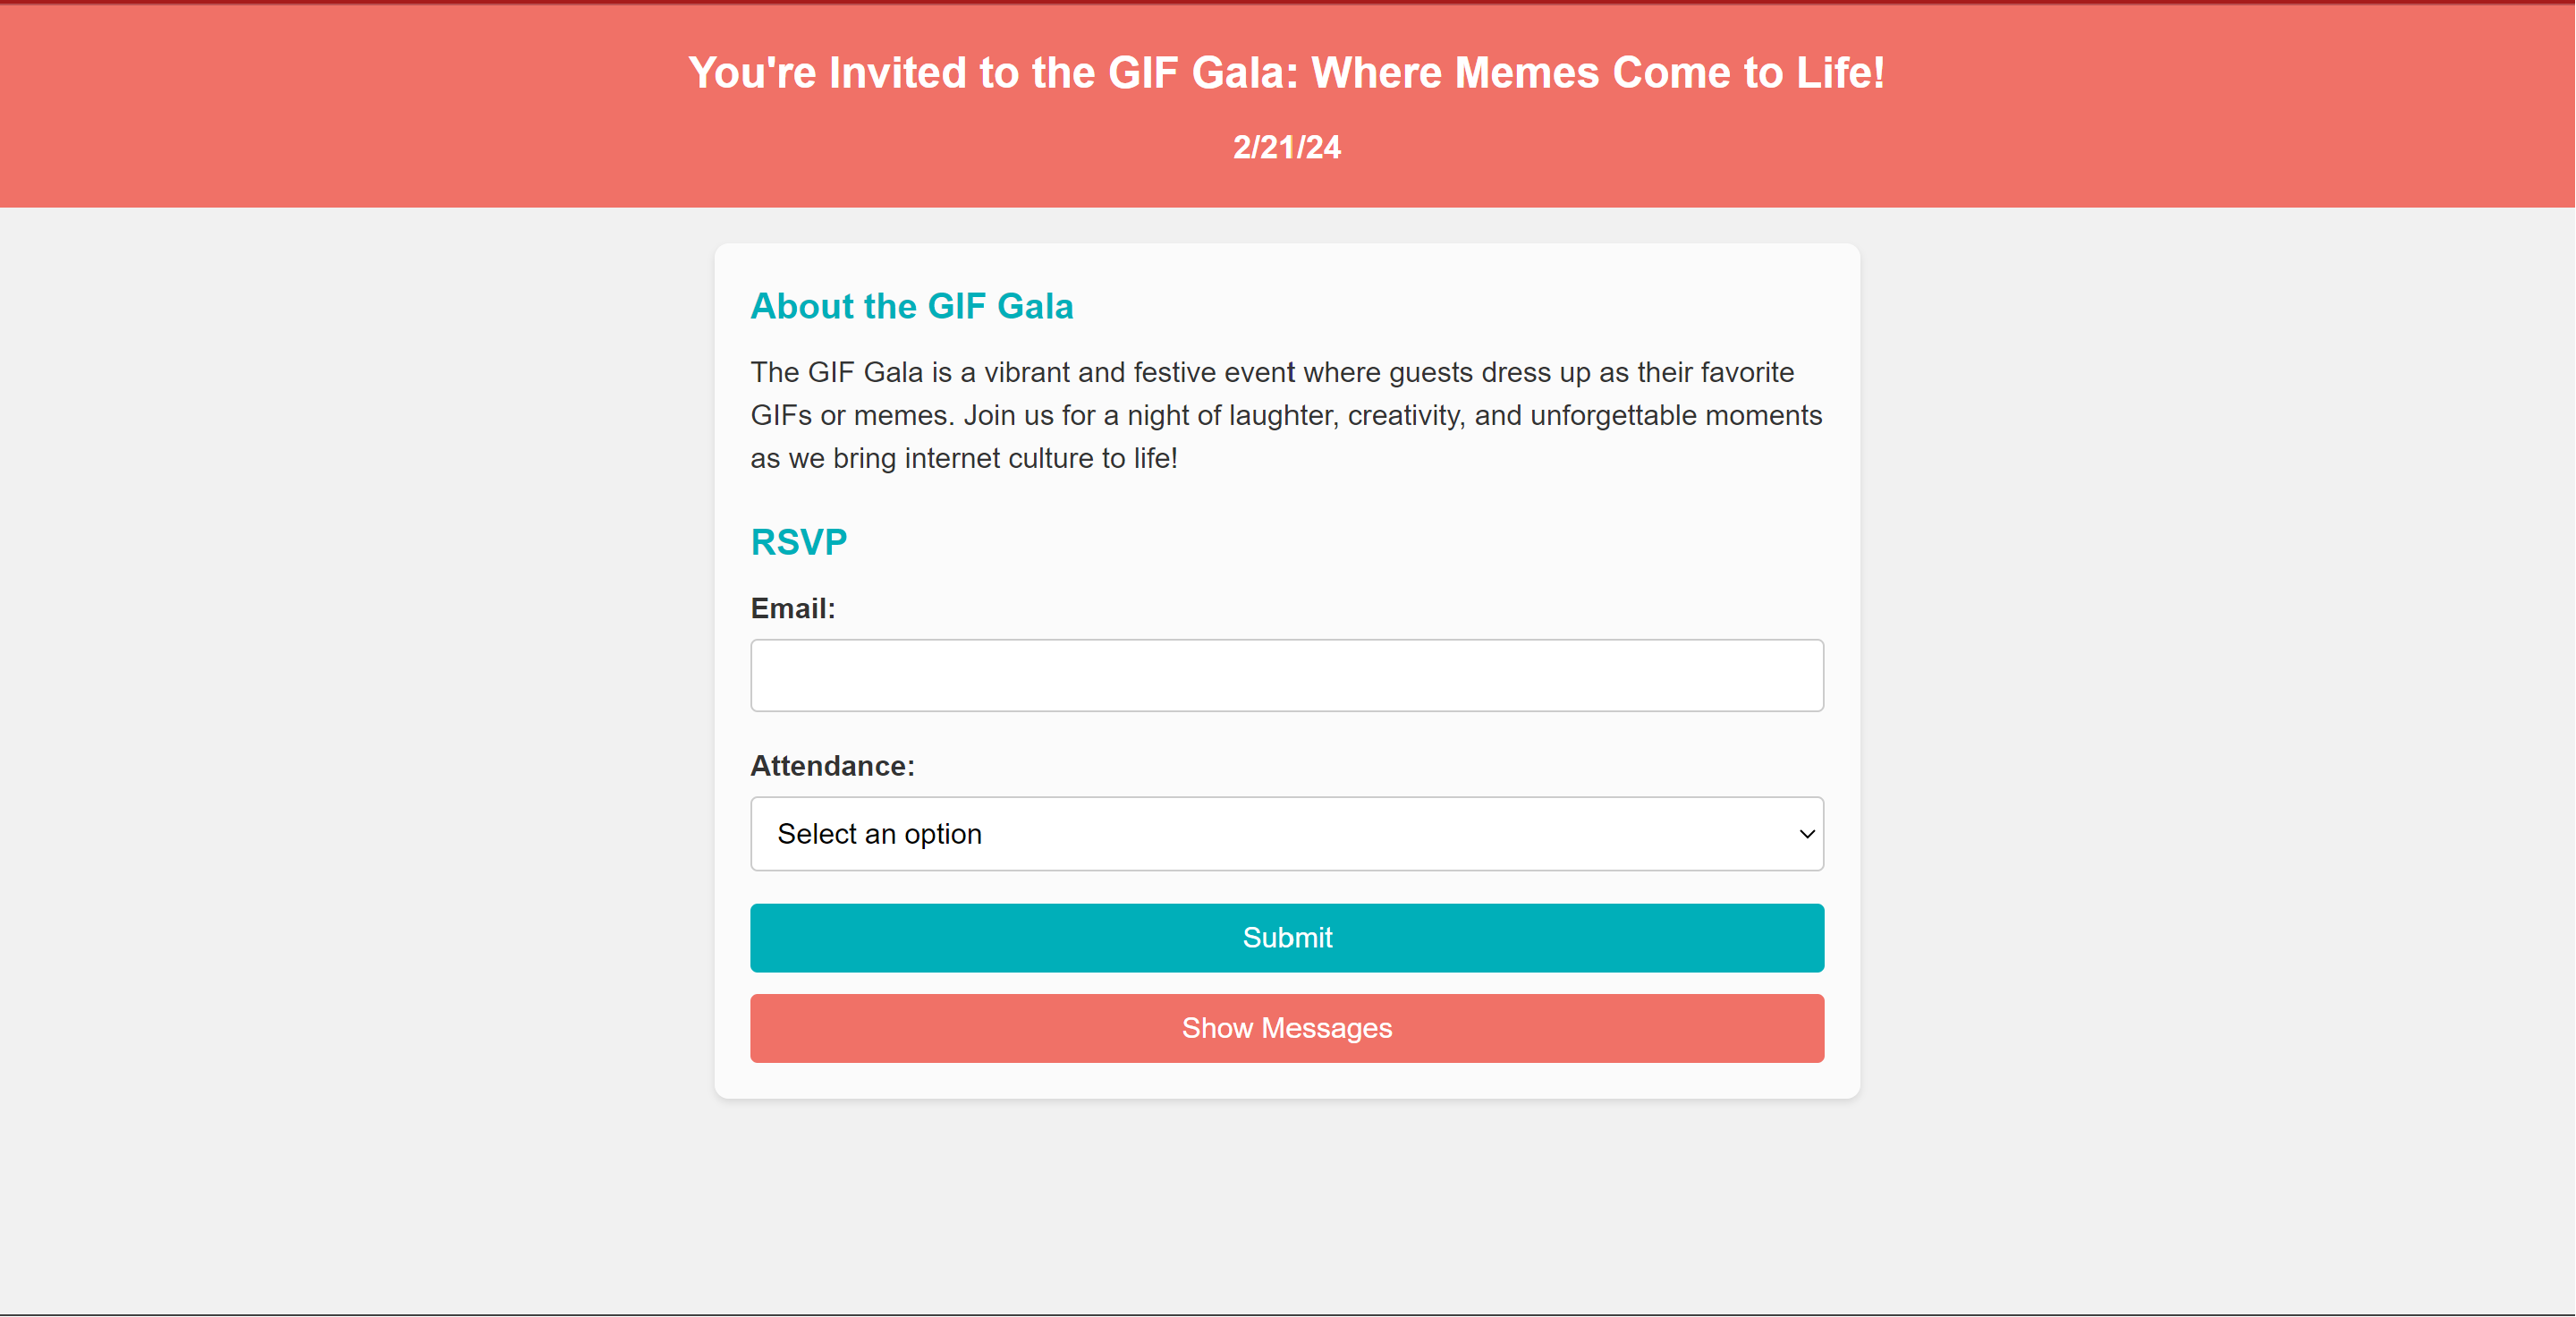 You're Invited to the GIF Gala: Where Memes Come to Life!
2/21/24
About the GIF Gala
The GIF Gala is a vibrant and festive event where guests dress up as their favorite
GIFs or memes. Join us for a night of laughter, creativity, and unforgettable moments
as we bring internet culture to life!
RSVP
Email:
Attendance:
Select an option
Submit
Show Messages